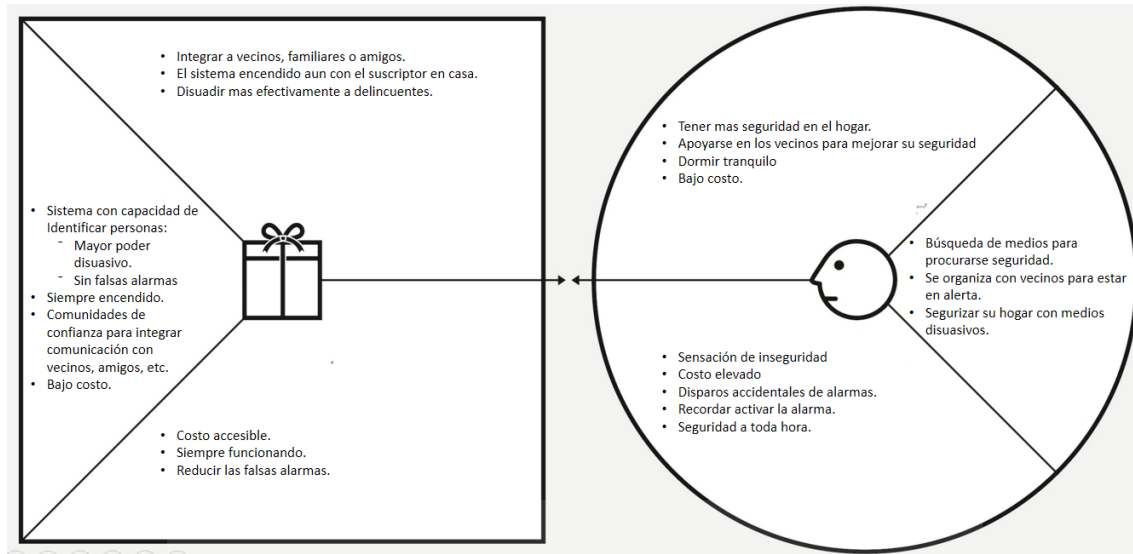 • Integrar a vecinos, familiares o amigos.
• El sistema encendido aun con el suscriptor en casa.
• Disuadir mas efectivamente a delincuentes.
• Sistema con capacidad de
Identificar personas:
- Mayor poder
disuasivo.
- Sin falsas alarmas
• Siempre encendido.
• Comunidades de
confianza para integrar
comunicación con
vecinos, amigos, etc.
• Bajo costo.
• Costo accesible.
• Siempre funcionando.
• Reducir las falsas alarmas.
• Tener mas seguridad en el hogar.
• Apoyarse en los vecinos para mejorar su seguridad
• Dormir tranquilo
• Bajo costo.
• Búsqueda de medios para
procurarse seguridad.
• Se organiza con vecinos para estar
en alerta.
• Segurizar su hogar con medios
disuasivos.
• Sensación de inseguridad
• Costo elevado
• Disparos accidentales de alarmas.
• Recordar activar la alarma.
• Seguridad a toda hora.